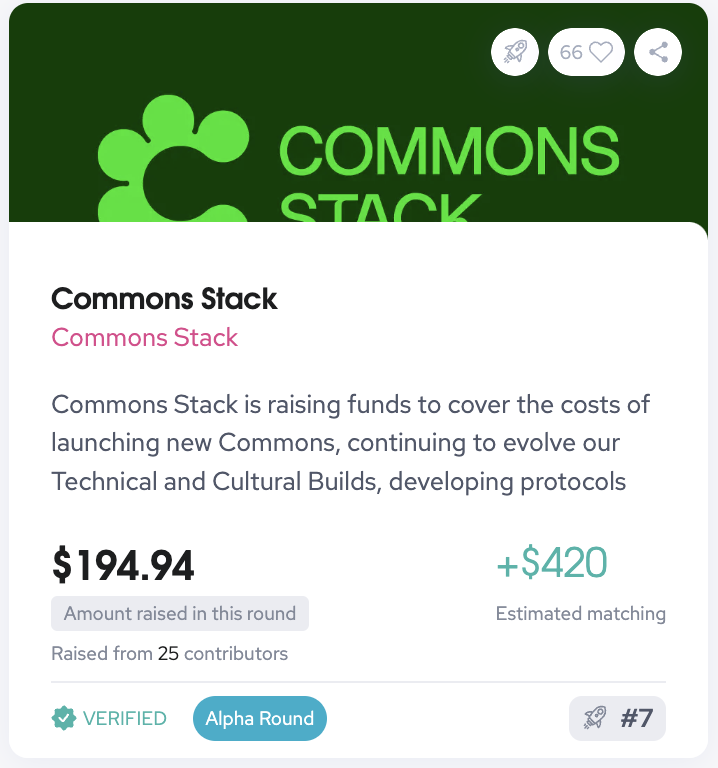 66
COMMONS
STACK
Commons Stack
Commons Stack
Commons Stack is raising funds to cover the costs of
launching new Commons, continuing to evolve our
Technical and Cultural Builds, developing protocols
$194.94
+$420
Amount raised in this round
Estimated matching
Raised from 25 contributors
VERIFIED
Alpha Round
#7